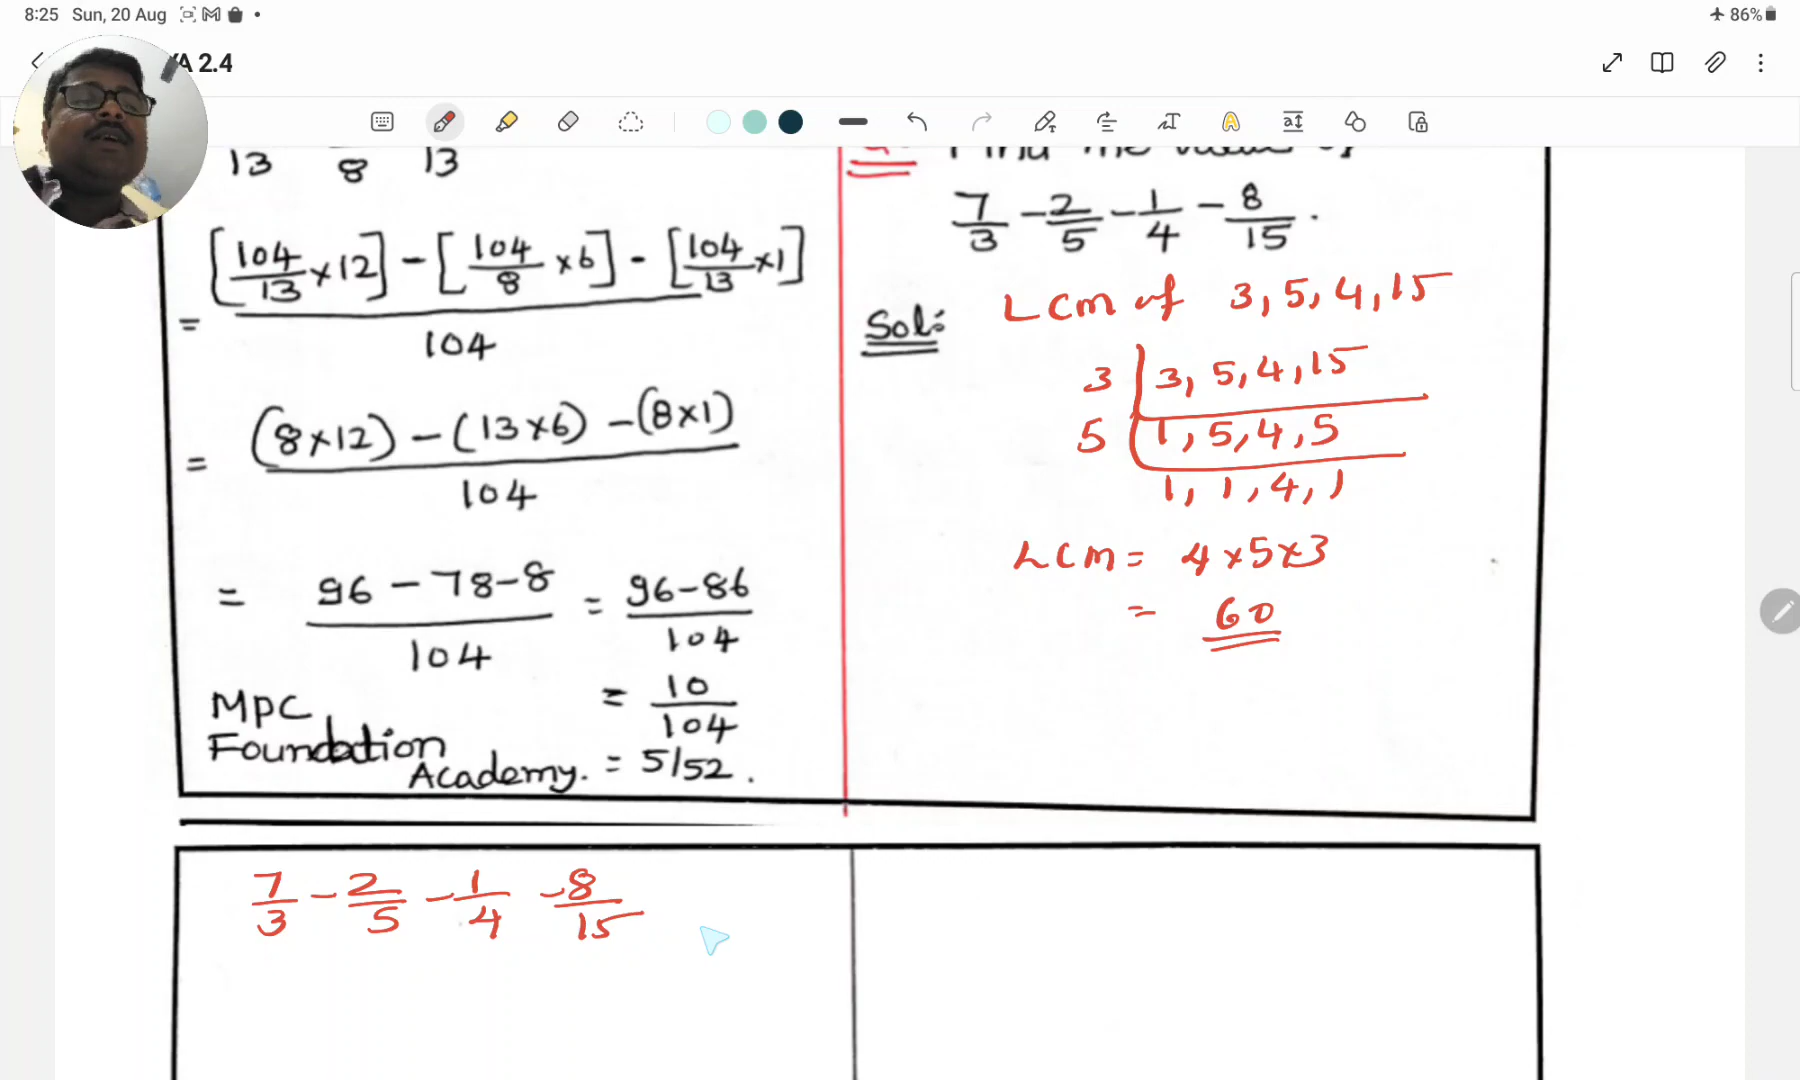 8:25 Sun, 20 Aug
86%
A 2.4
13 8 13
= [104/13 ×12] - [104/8 ×6] - [104/13 ×1] / 104
= (8×12) - (13×6) - (8×1) / 104
= 96 - 78 - 8 / 104 = 96-86 / 104
= 10/104
MPC
Foundation
Academy. = 5/52 .
7/3 - 2/5 - 1/4 - 8/15 .
Sol:
LCM of 3, 5, 4, 15
3 | 3, 5, 4, 15
5 | 1, 5, 4, 5
1, 1, 4, 1
LCM = 4×5×3
= 60
7/3 - 2/5 - 1/4 - 8/15